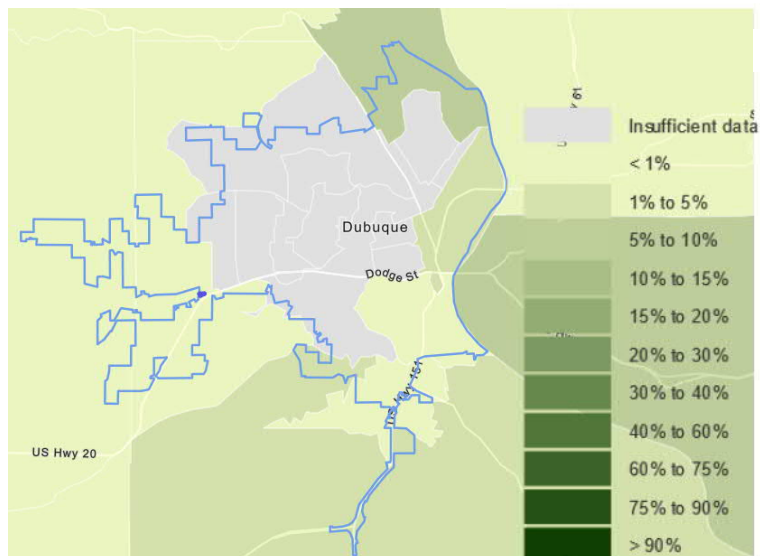 Dubuque
Dodge St
US Hwy 151
US Hwy 20
y 61
Insufficient data
< 1%
1% to 5%
5% to 10%
10% to 15%
15% to 20%
20% to 30%
30% to 40%
40% to 60%
60% to 75%
75% to 90%
> 90%